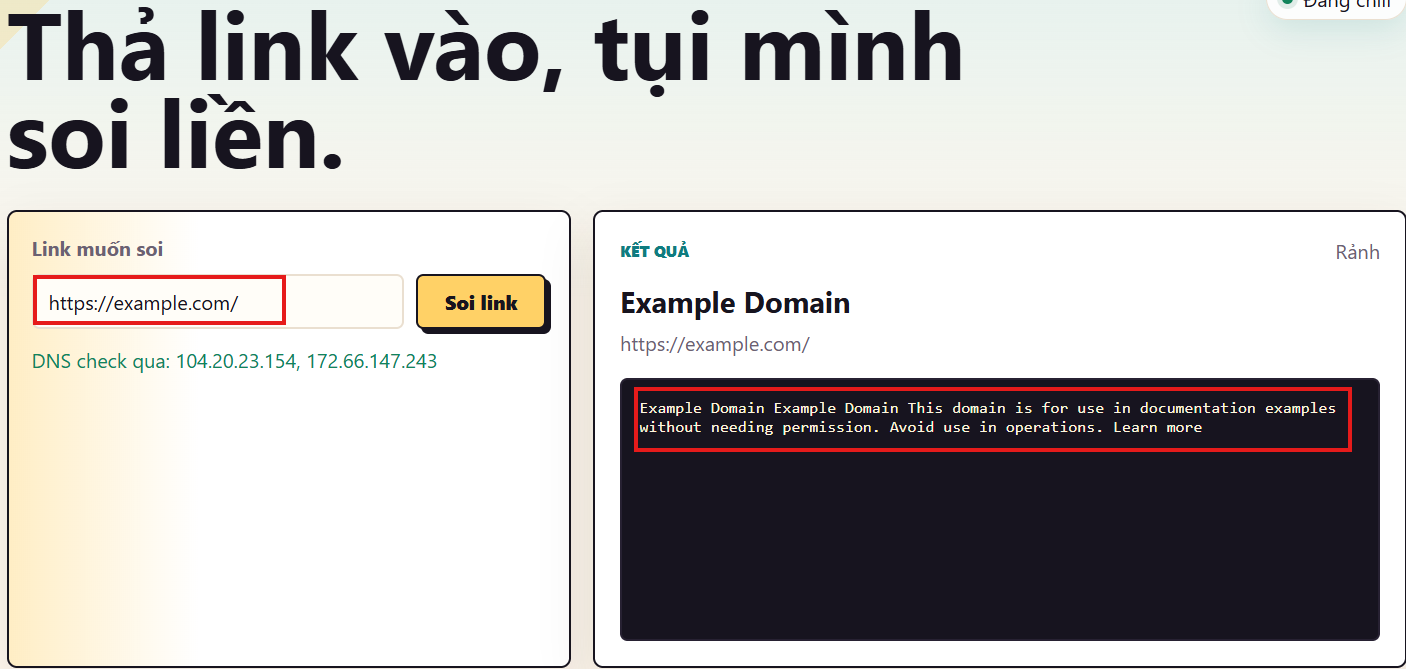 Đang chill
Thả link vào, tụi mình
soi liền.
Link muốn soi
https://example.com/
Soi link
DNS check qua: 104.20.23.154, 172.66.147.243
KẾT QUẢ
Rảnh
Example Domain
https://example.com/
Example Domain Example Domain This domain is for use in documentation examples
without needing permission. Avoid use in operations. Learn more